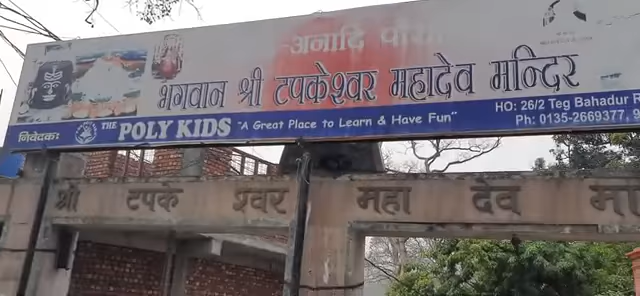 अनादि
भगवान श्री टपकेश्वर महादेव मन्दिर
निवेदकः THE POLY KIDS "A Great Place to Learn & Have Fun"
HO: 26/2 Teg Bahadur R
Ph: 0135-2669377, 9
श्री टपके श्वर महा देव